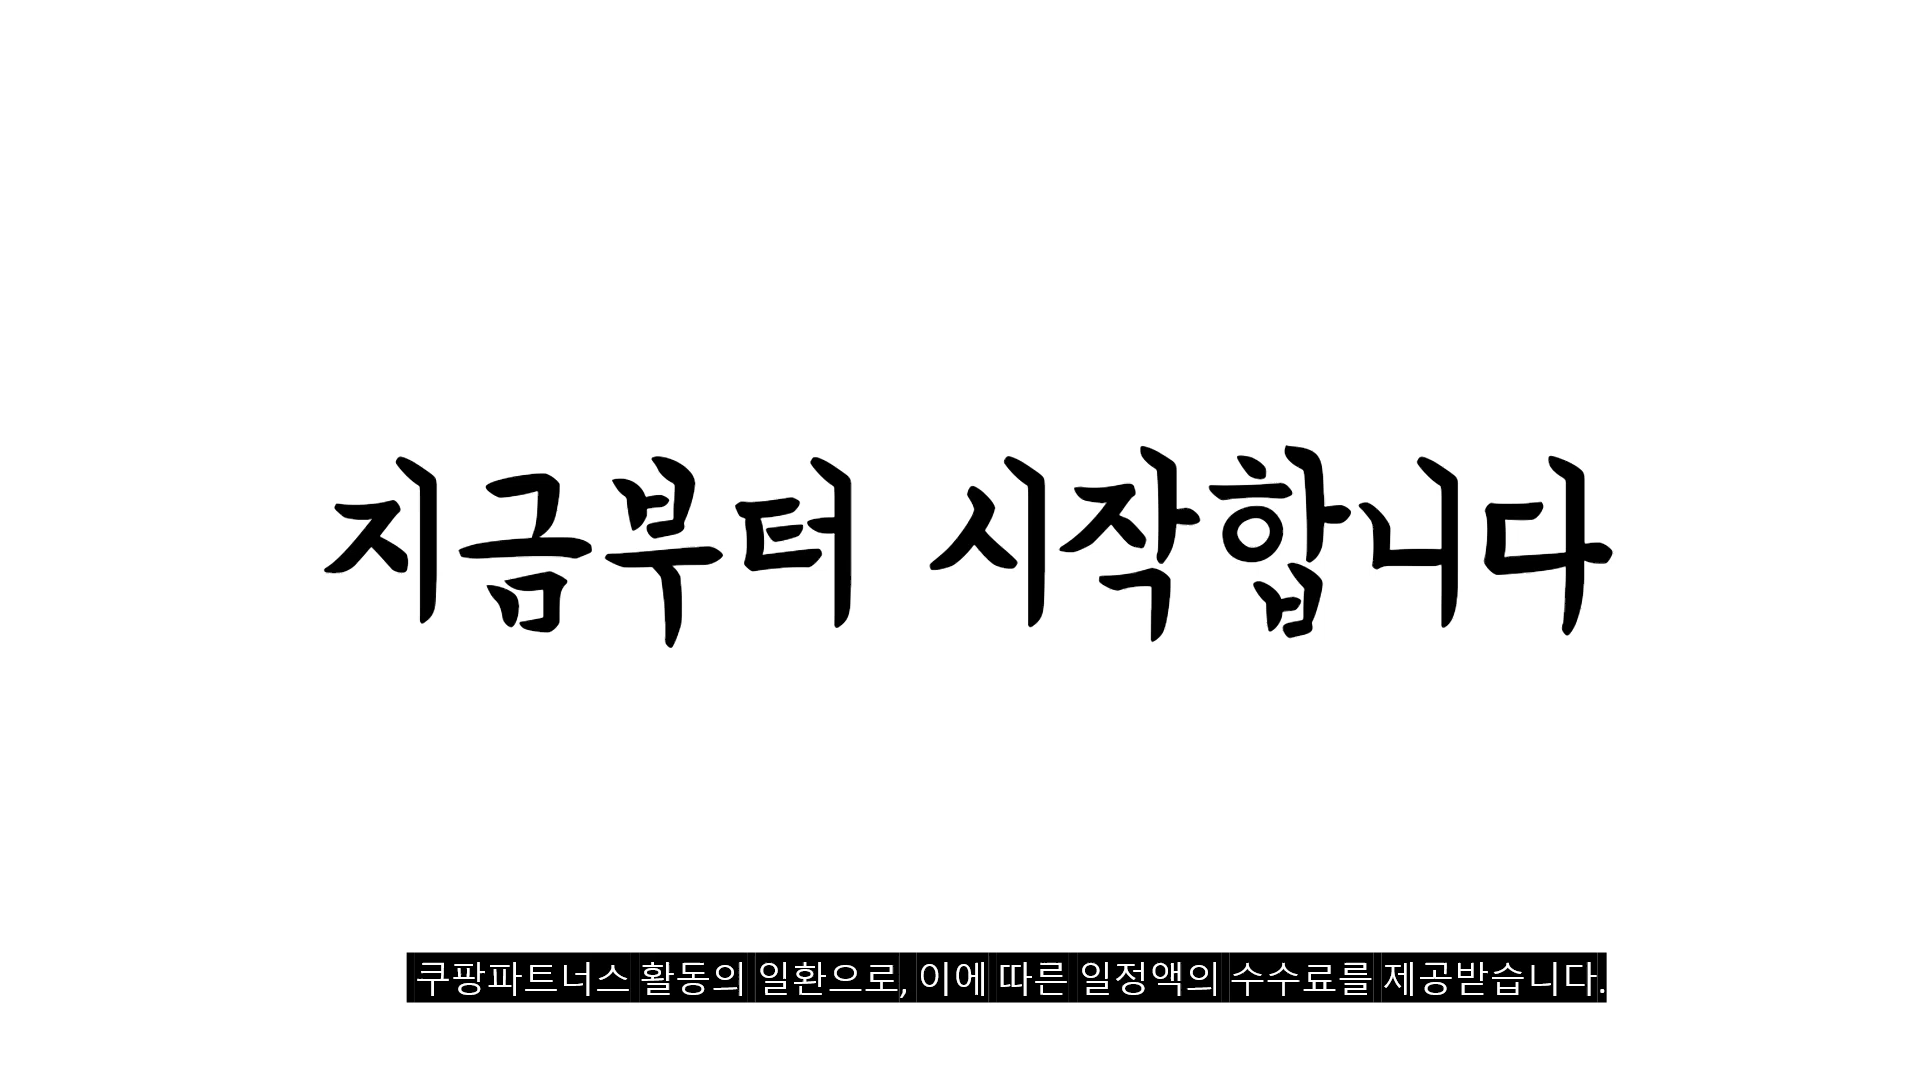 지금부터 시작합니다
쿠팡파트너스 활동의 일환으로, 이에 따른 일정액의 수수료를 제공받습니다.